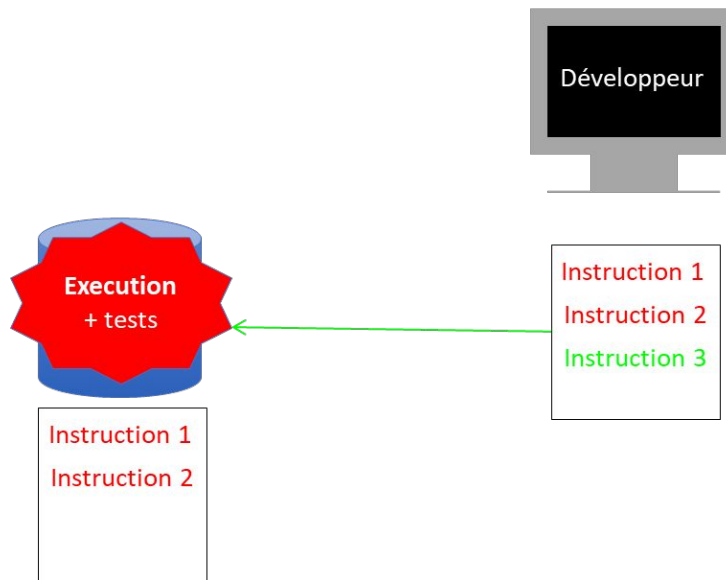 Développeur
Execution
+ tests
Instruction 1
Instruction 2
Instruction 3
Instruction 1
Instruction 2